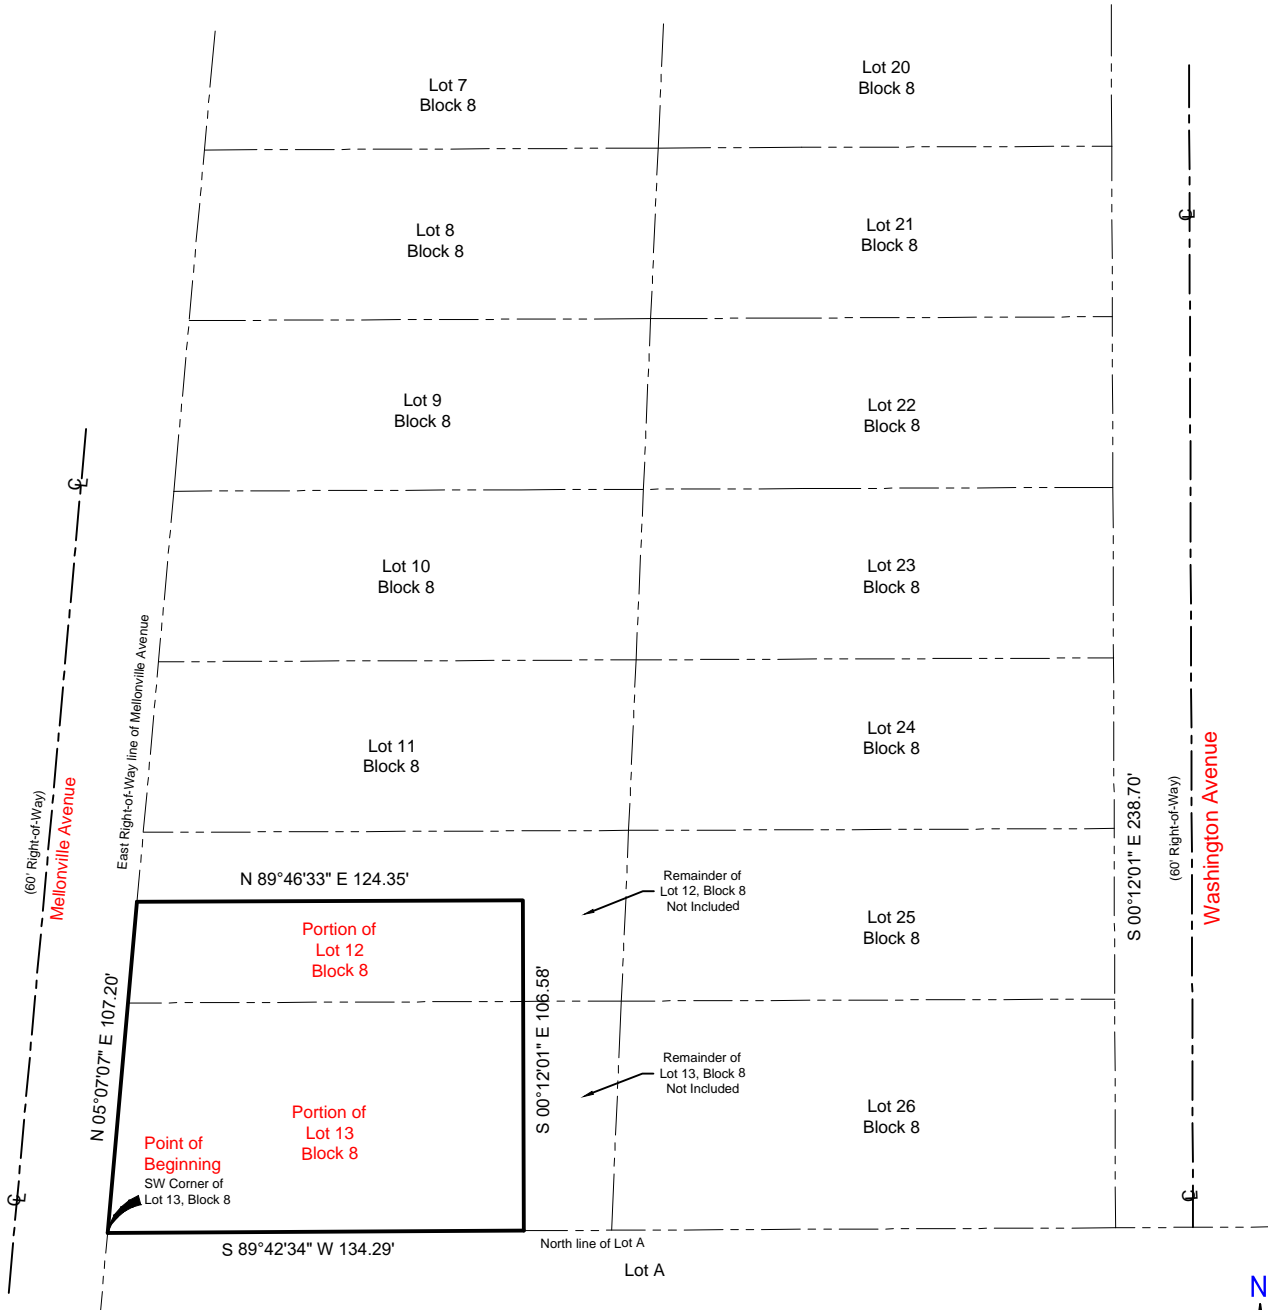 Lot 7
Block 8
Lot 20
Block 8
Lot 8
Block 8
Lot 21
Block 8
Lot 9
Block 8
Lot 22
Block 8
Lot 10
Block 8
Lot 23
Block 8
Lot 11
Block 8
Lot 24
Block 8
East Right-of-Way line of Mellonville Avenue
(60' Right-of-Way)
Mellonville Avenue
S 00°12'01" E 238.70'
(60' Right-of-Way)
Washington Avenue
N 89°46'33" E 124.35'
Remainder of
Lot 12, Block 8
Not Included
Lot 25
Block 8
Portion of
Lot 12
Block 8
N 05°07'07" E 107.20'
S 00°12'01" E 106.58'
Remainder of
Lot 13, Block 8
Not Included
Lot 26
Block 8
Portion of
Lot 13
Block 8
Point of
Beginning
SW Corner of
Lot 13, Block 8
S 89°42'34" W 134.29'
North line of Lot A
Lot A
N